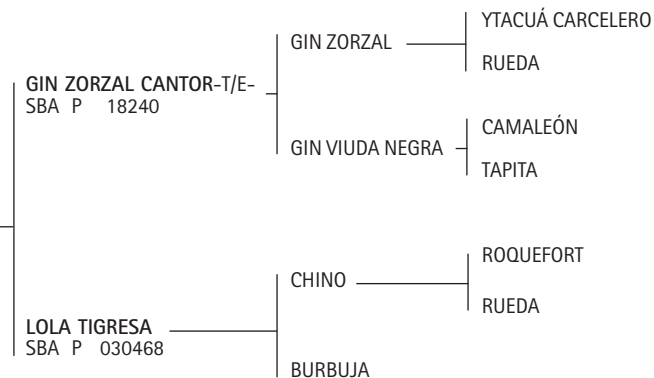 YTACUÁ CARCELERO
GIN ZORZAL
RUEDA
GIN ZORZAL CANTOR-T/E-
SBA P 18240
CAMALEÓN
GIN VIUDA NEGRA
TAPITA
ROQUEFORT
CHINO
RUEDA
LOLA TIGRESA
SBA P 030468
BURBUJA